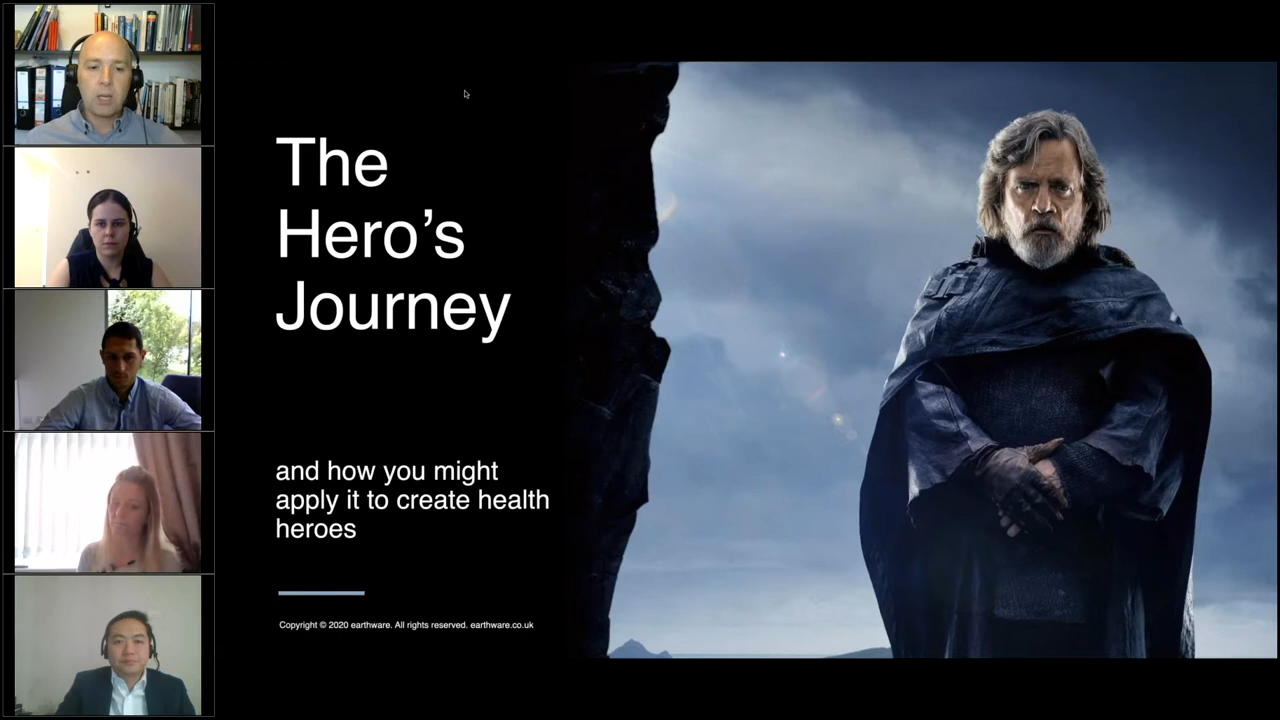 The
Hero’s
Journey
and how you might
apply it to create health
heroes
Copyright © 2020 earthware. All rights reserved. earthware.co.uk